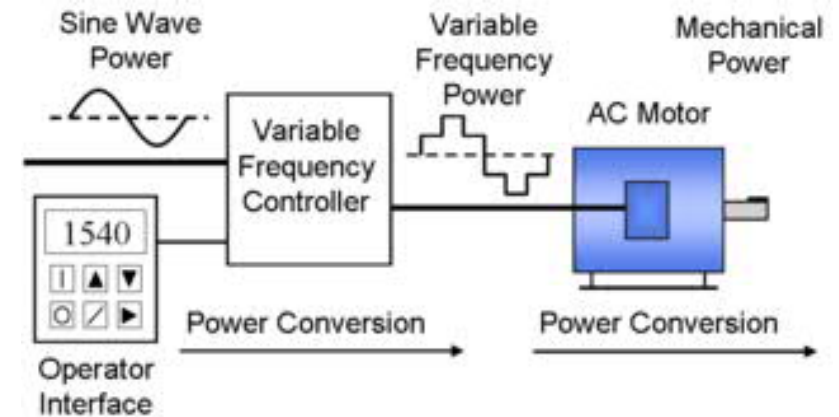 Sine Wave
Power
Variable
Frequency
Power
Mechanical
Power
AC Motor
Variable
Frequency
Controller
1540
Power Conversion
Power Conversion
Operator
Interface